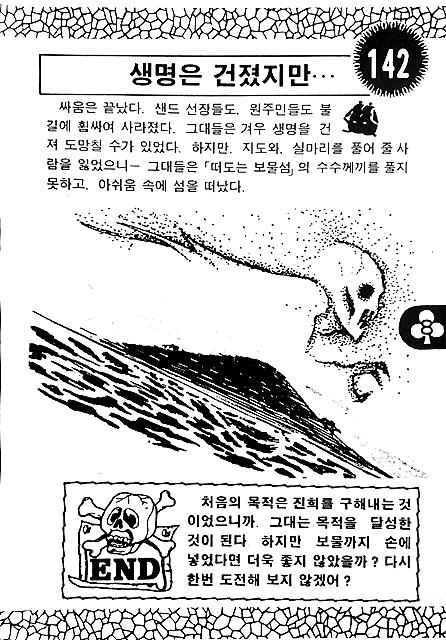 142
생명은 건졌지만…
싸움은 끝났다. 샌드 선장들도, 원주민들도 불
길에 휩싸여 사라졌다. 그대들은 겨우 생명을 건
져 도망칠 수가 있었다. 하지만, 지도와, 실마리를 풀어 줄 사
람을 잃었으니— 그대들은 「떠도는 보물섬」의 수수께끼를 풀지
못하고, 아쉬움 속에 섬을 떠났다.
8
처음의 목적은 진희를 구해내는 것
이었으니까. 그대는 목적을 달성한
것이 된다 하지만 보물까지 손에
넣었다면 더욱 좋지 않았을까? 다시
한번 도전해 보지 않겠어?
END